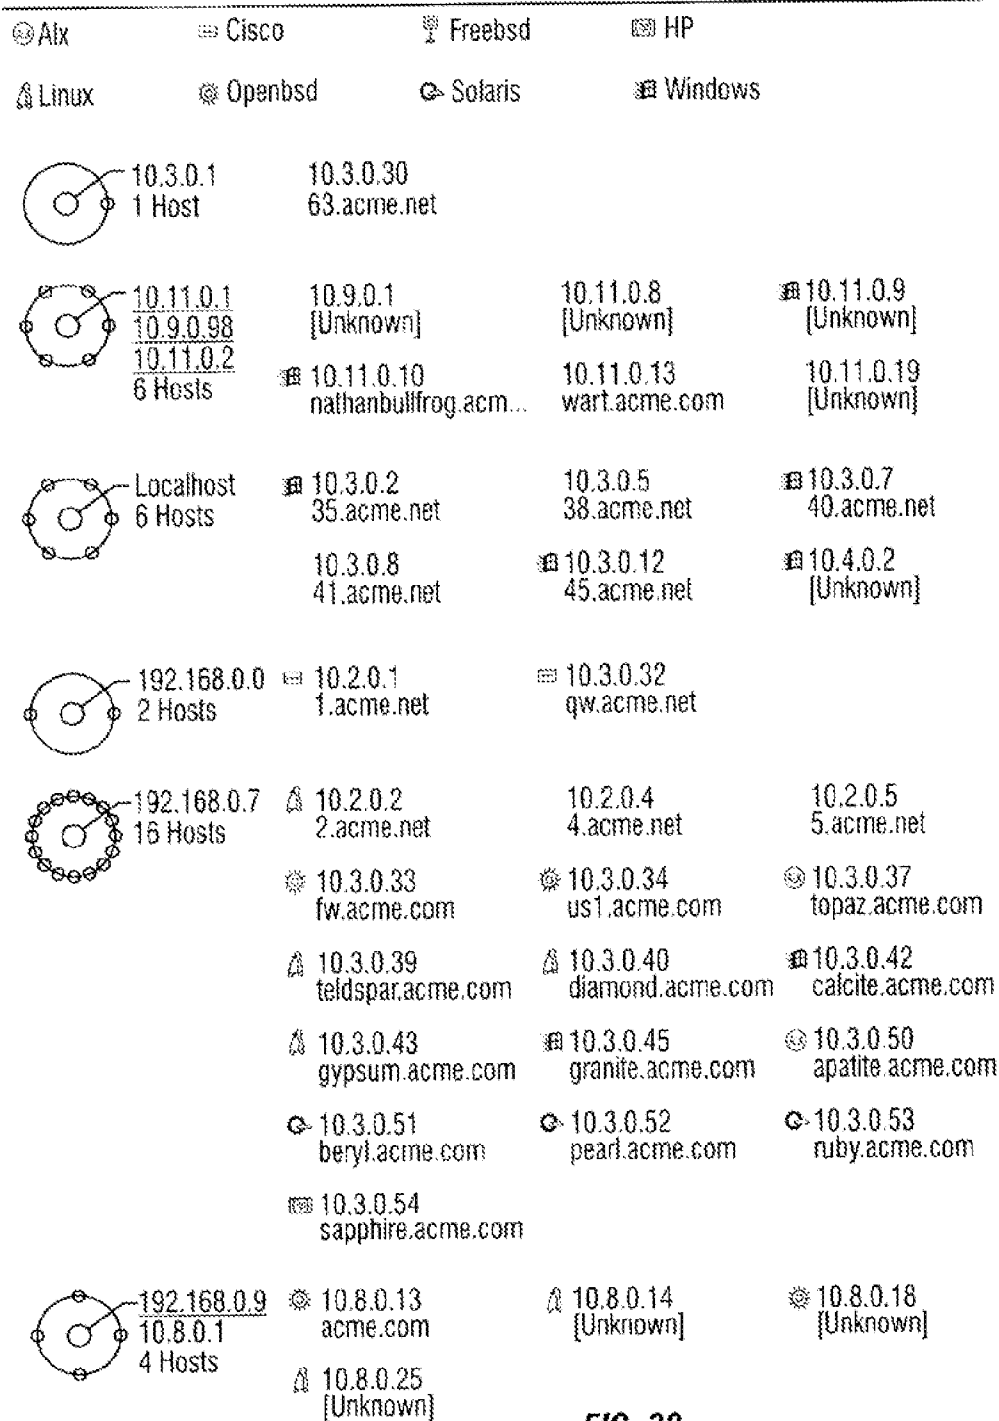 Aix Cisco Freebsd HP
Linux Openbsd Solaris Windows
10.3.0.1 10.3.0.30
1 Host 63.acme.net
10.11.0.1 10.9.0.1 10.11.0.8 10.11.0.9
10.9.0.98 [Unknown] [Unknown] [Unknown]
10.11.0.2 10.11.0.10 10.11.0.13 10.11.0.19
6 Hosts nathanbullfrog.acm... wart.acme.com [Unknown]
Localhost 10.3.0.2 10.3.0.5 10.3.0.7
6 Hosts 35.acme.net 38.acme.net 40.acme.net
10.3.0.8 10.3.0.12 10.4.0.2
41.acme.net 45.acme.net [Unknown]
192.168.0.0 10.2.0.1 10.3.0.32
2 Hosts 1.acme.net qw.acme.net
192.168.0.7 10.2.0.2 10.2.0.4 10.2.0.5
16 Hosts 2.acme.net 4.acme.net 5.acme.net
10.3.0.33 10.3.0.34 10.3.0.37
fw.acme.com us1.acme.com topaz.acme.com
10.3.0.39 10.3.0.40 10.3.0.42
teldspar.acme.com diamond.acme.com calcite.acme.com
10.3.0.43 10.3.0.45 10.3.0.50
gypsum.acme.com granite.acme.com apatite.acme.com
10.3.0.51 10.3.0.52 10.3.0.53
beryl.acme.com pearl.acme.com ruby.acme.com
10.3.0.54
sapphire.acme.com
192.168.0.9 10.8.0.13 10.8.0.14 10.8.0.18
10.8.0.1 acme.com [Unknown] [Unknown]
4 Hosts 10.8.0.25
[Unknown]